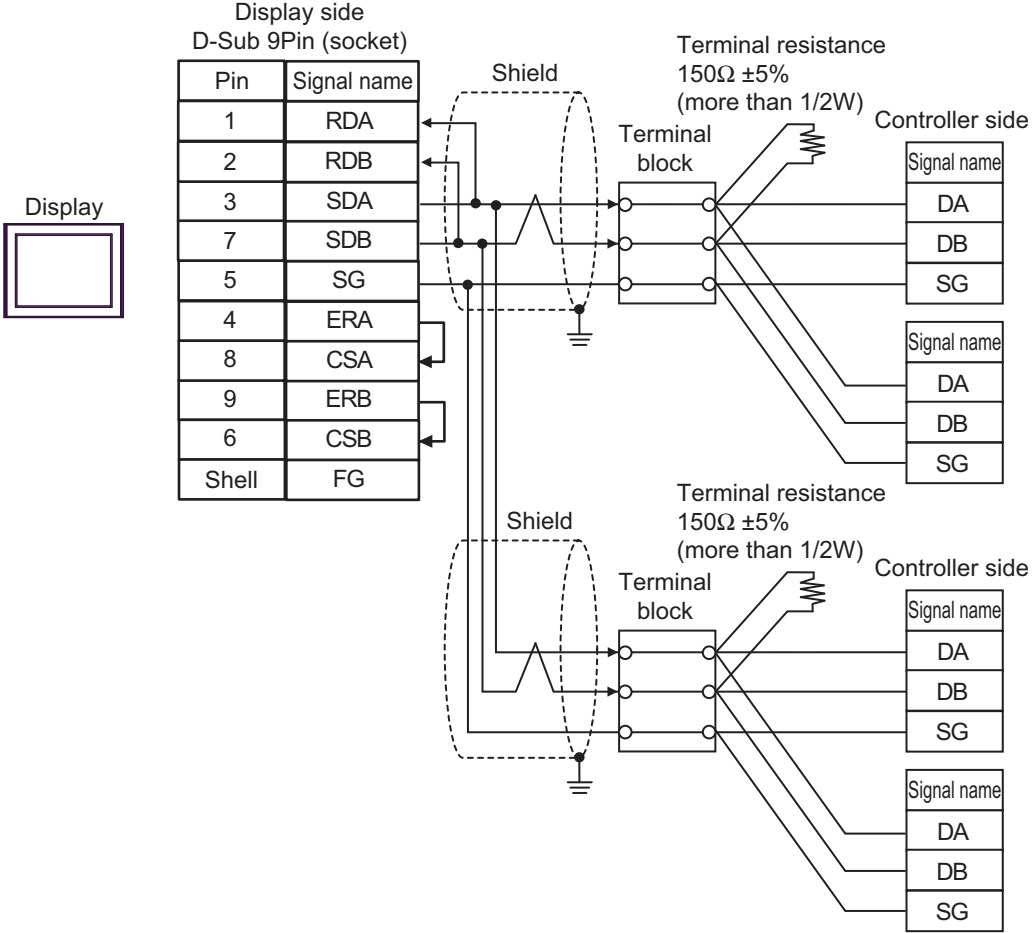 Display side
D-Sub 9Pin (socket)
Pin Signal name
1 RDA
2 RDB
3 SDA
7 SDB
5 SG
4 ERA
8 CSA
9 ERB
6 CSB
Shell FG
Display
Shield
Terminal resistance
150Ω ±5%
(more than 1/2W)
Terminal
block
Controller side
Signal name
DA
DB
SG
Signal name
DA
DB
SG
Shield
Terminal resistance
150Ω ±5%
(more than 1/2W)
Terminal
block
Controller side
Signal name
DA
DB
SG
Signal name
DA
DB
SG